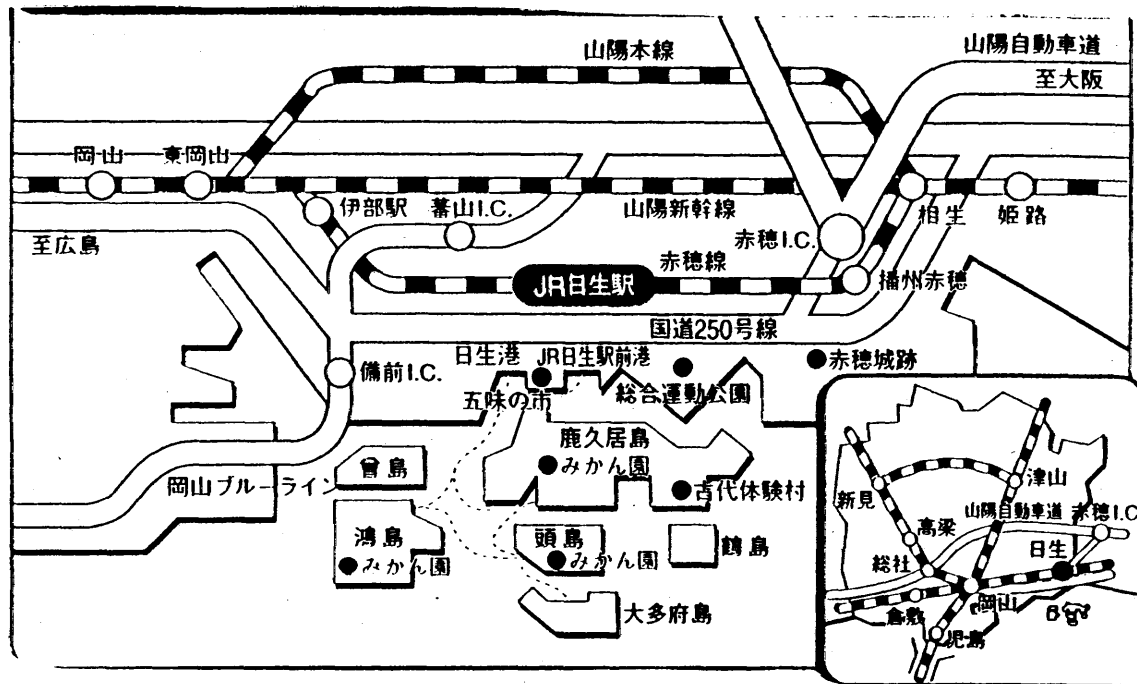 山陽本線
山陽自動車道
至大阪
岡山
東岡山
伊部駅
蕃山I.C.
山陽新幹線
相生
姫路
至広島
赤穂I.C.
赤穂線
JR日生駅
播州赤穂
国道250号線
日生港
JR日生駅前港
赤穂城跡
備前I.C.
五味の市
総合運動公園
鹿久居島
みかん園
曾島
岡山ブルーライン
古代体験村
鴻島
みかん園
頭島
みかん園
鶴島
大多府島
新見
津山
山陽自動車道
赤穂I.C
高梁
総社
日生
岡山
倉敷
児島